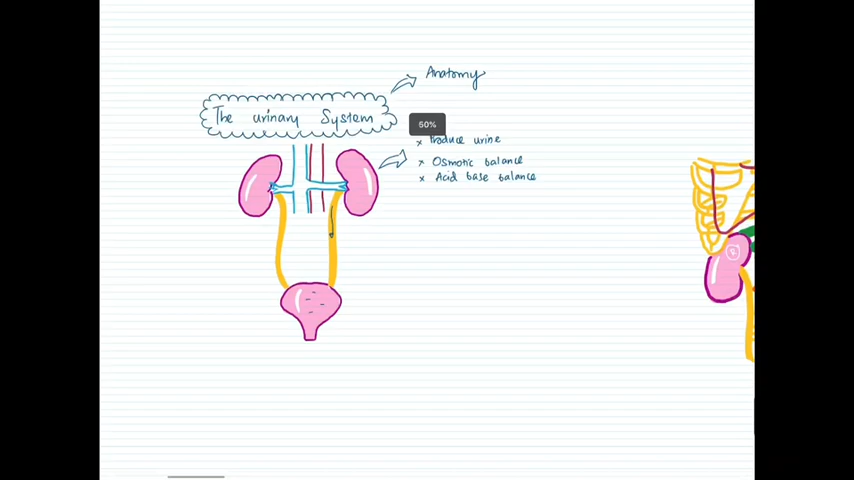 Anatomy
The urinary System
50%
x Produce urine
x Osmotic balance
x Acid base balance
R